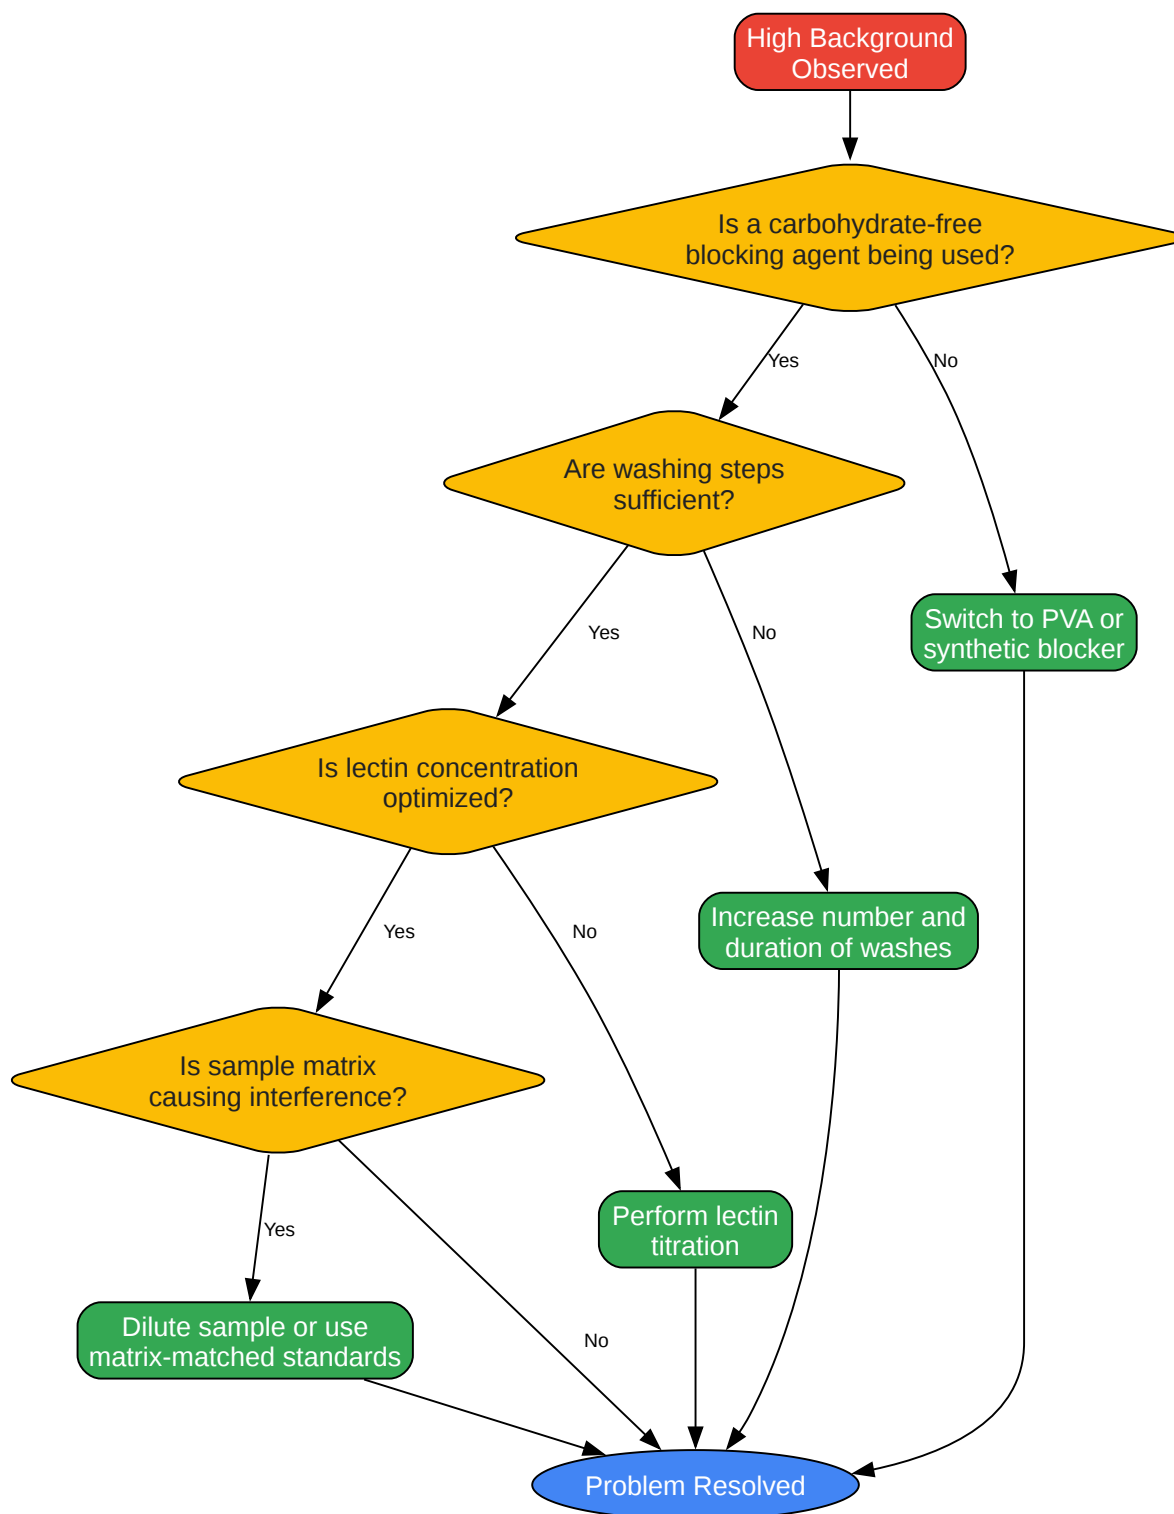 High Background
Observed
Is a carbohydrate-free
blocking agent being used?
Yes
No
Are washing steps
sufficient?
Yes
No
Switch to PVA or
synthetic blocker
Is lectin concentration
optimized?
Yes
No
Increase number and
duration of washes
Is sample matrix
causing interference?
Yes
No
Perform lectin
titration
Dilute sample or use
matrix-matched standards
Problem Resolved